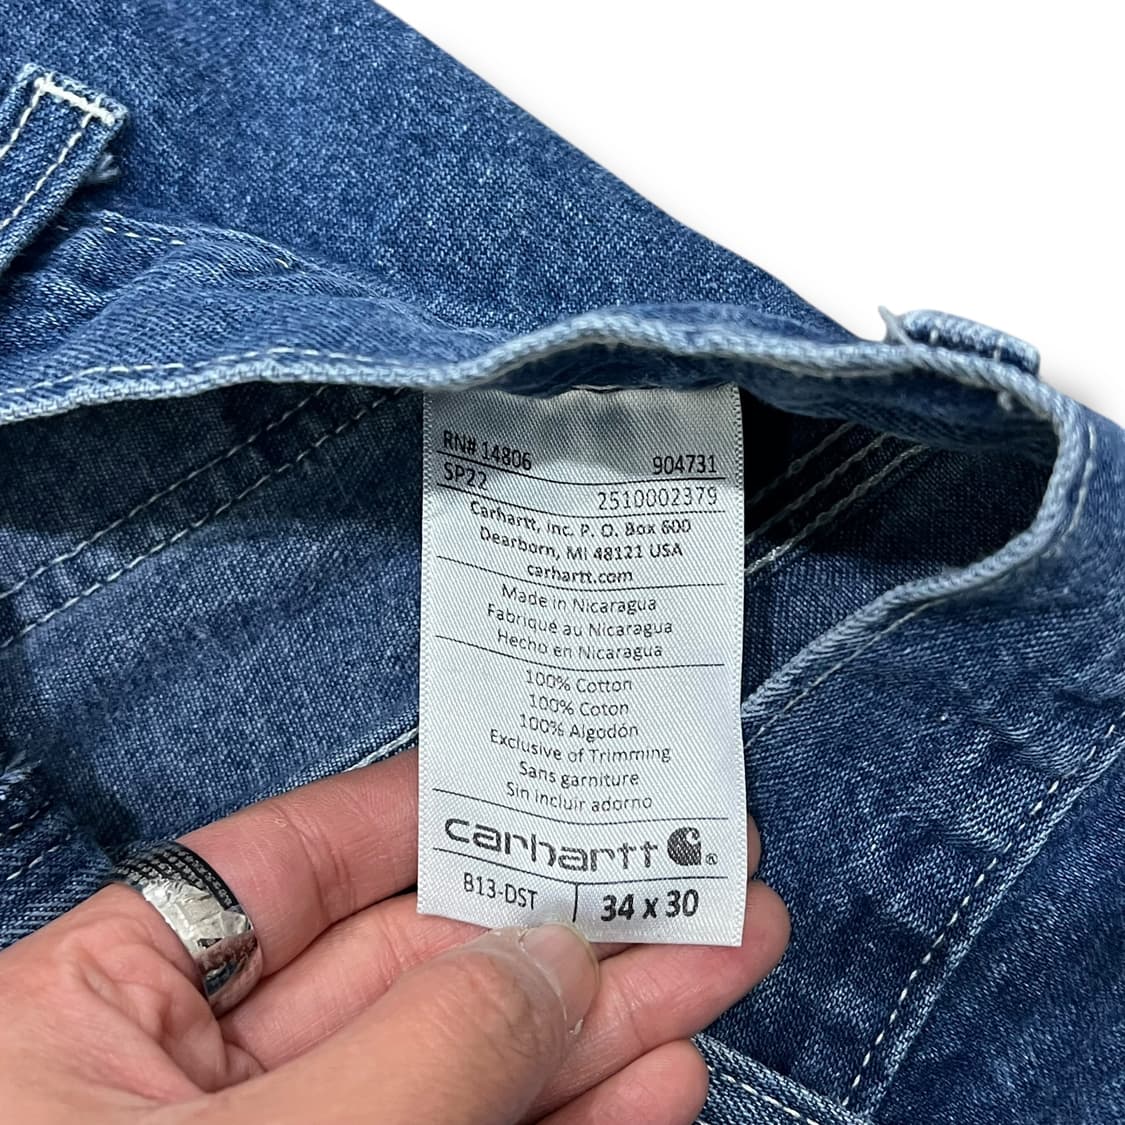 RN# 14806 904731
SP22 2510002379
Carhartt, Inc. P. O. Box 600
Dearborn, MI 48121 USA
carhartt.com
Made in Nicaragua
Fabriqué au Nicaragua
Hecho en Nicaragua
100% Cotton
100% Coton
100% Algodón
Exclusive of Trimming
Sans garniture
Sin incluir adorno
carhartt ®
B13-DST 34 x 30